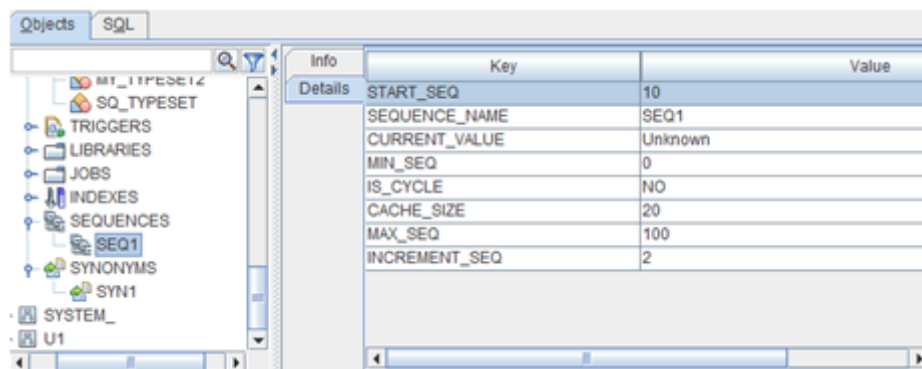 Objects SQL
MY_TYPESET2
SQ_TYPESET
TRIGGERS
LIBRARIES
JOBS
INDEXES
SEQUENCES
SEQ1
SYNONYMS
SYN1
SYSTEM_
U1
Info
Details
Key Value
START_SEQ 10
SEQUENCE_NAME SEQ1
CURRENT_VALUE Unknown
MIN_SEQ 0
IS_CYCLE NO
CACHE_SIZE 20
MAX_SEQ 100
INCREMENT_SEQ 2